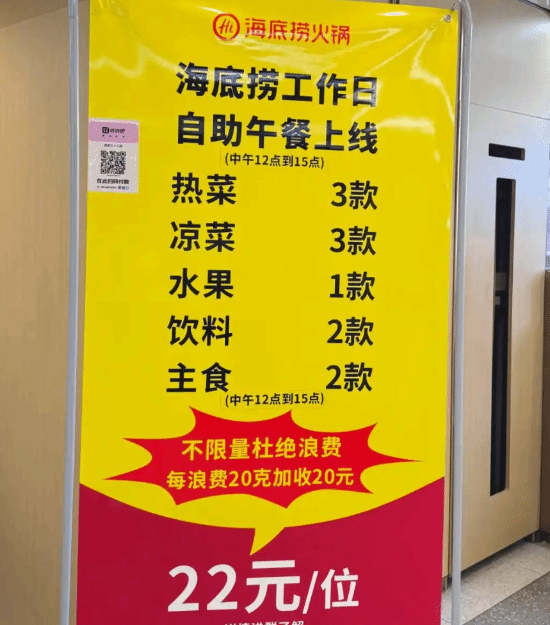 Hi 海底捞火锅
海底捞工作日
自助午餐上线
(中午12点到15点)
热菜 3款
凉菜 3款
水果 1款
饮料 2款
主食 2款
(中午12点到15点)
不限量杜绝浪费
每浪费20克加收20元
22元/位